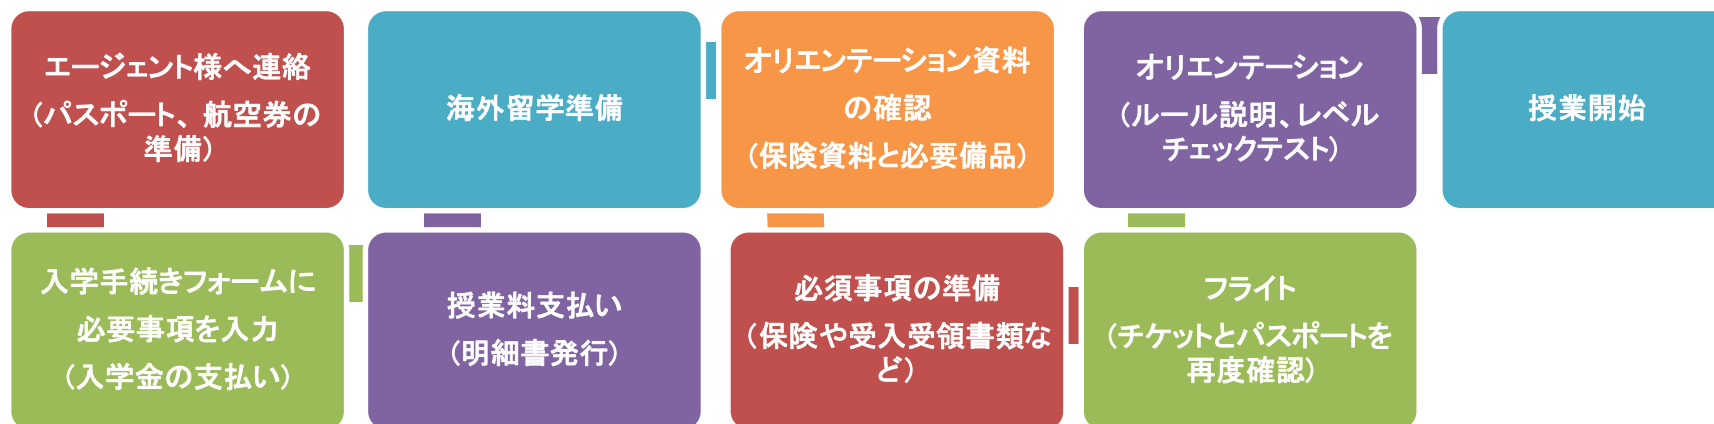 エージェント様へ連絡
（パスポート、航空券の
準備）
入学手続きフォームに
必要事項を入力
（入学金の支払い）
授業料支払い
（明細書発行）
海外留学準備
オリエンテーション資料
の確認
（保険資料と必要備品）
必須事項の準備
（保険や受入受領書類な
ど）
フライト
（チケットとパスポートを
再度確認）
オリエンテーション
（ルール説明、レベル
チェックテスト）
授業開始